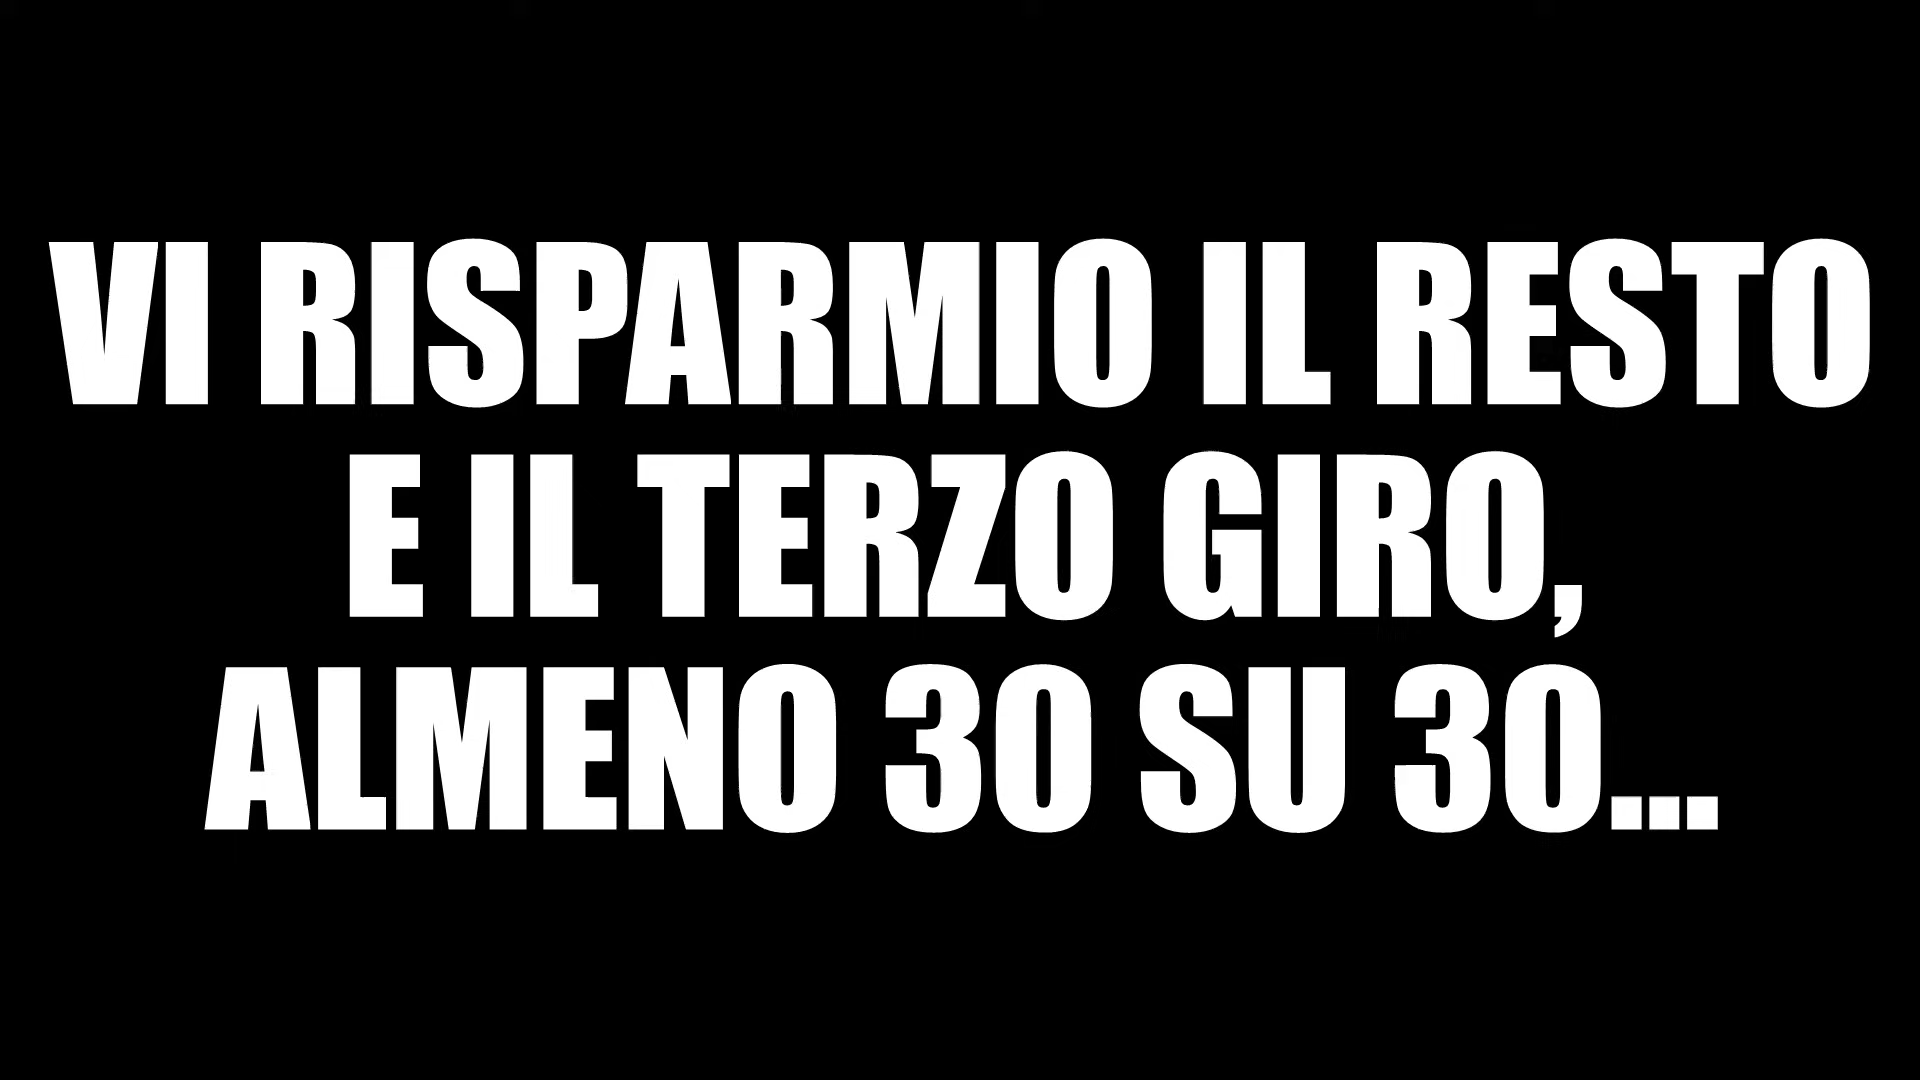 VI RISPARMIO IL RESTO
E IL TERZO GIRO,
ALMENO 30 SU 30...